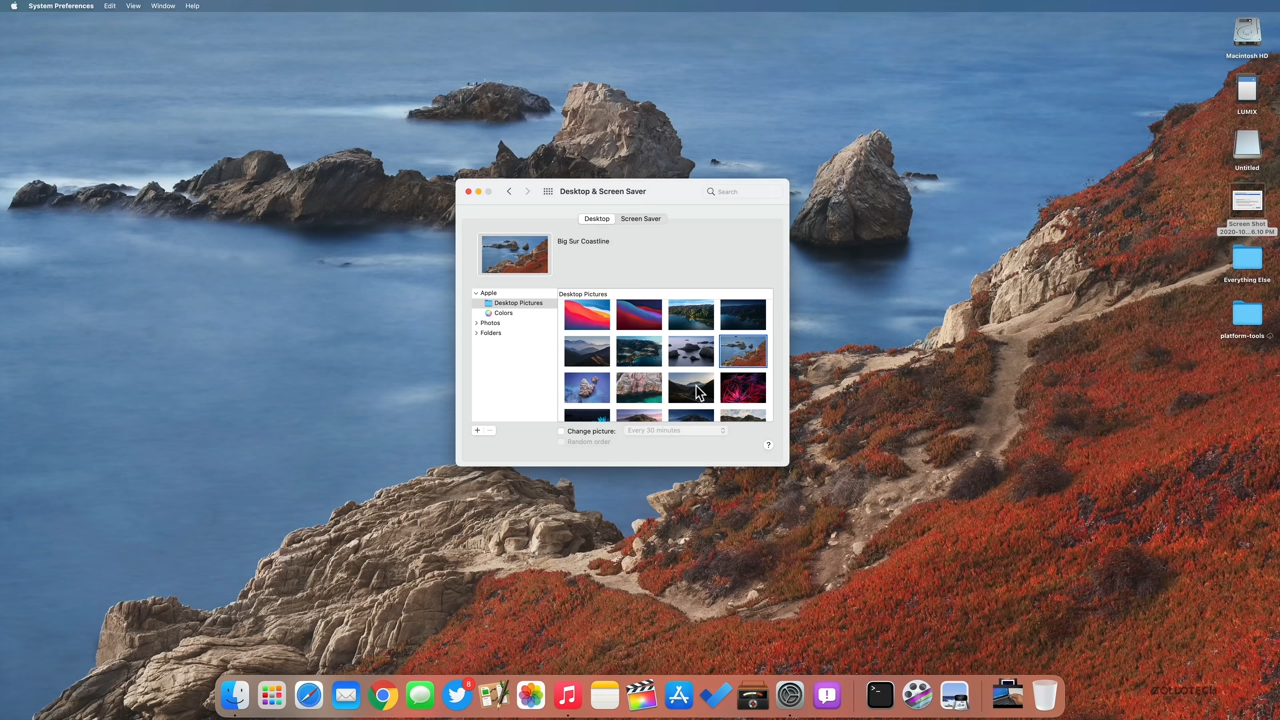 System Preferences Edit View Window Help
Macintosh HD
LUMIX
Untitled
Screen Shot
2020-10...6.10 PM
Everything Else
platform-tools
Desktop & Screen Saver
Search
Desktop
Screen Saver
Big Sur Coastline
Apple
Desktop Pictures
Colors
Photos
Folders
Desktop Pictures
Change picture:
Every 30 minutes
Random order
?
8
ZOLLOTECH